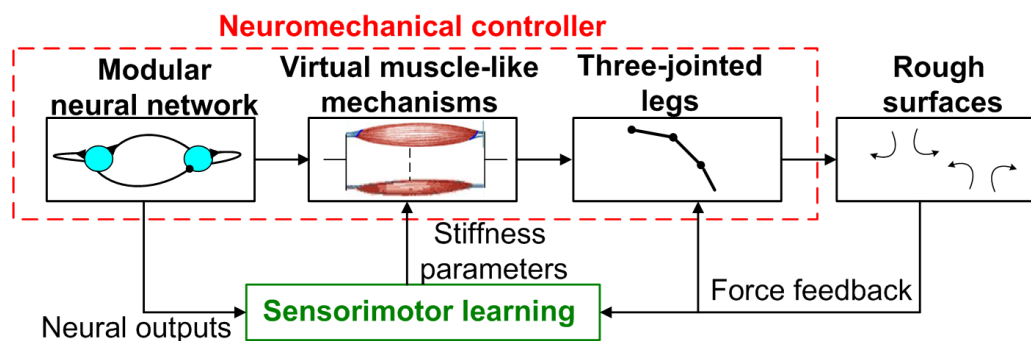 Neuromechanical controller
Modular
neural network
Virtual muscle-like
mechanisms
Three-jointed
legs
Rough
surfaces
Stiffness
parameters
Sensorimotor learning
Neural outputs
Force feedback